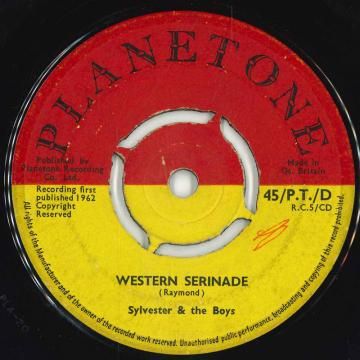 PLANETONE
Published by
Planetone Recording
Co. Ltd.
Recording first
published 1962
Copyright
Reserved
Made in
Gt. Britain
45/P.T./D
R.C.5/CD
WESTERN SERINADE
(Raymond)
Sylvester & the Boys
All rights of the Manufacturer and of the owner of the recorded work reserved. Unauthorised public performance, broadcasting and copying of this record prohibited.